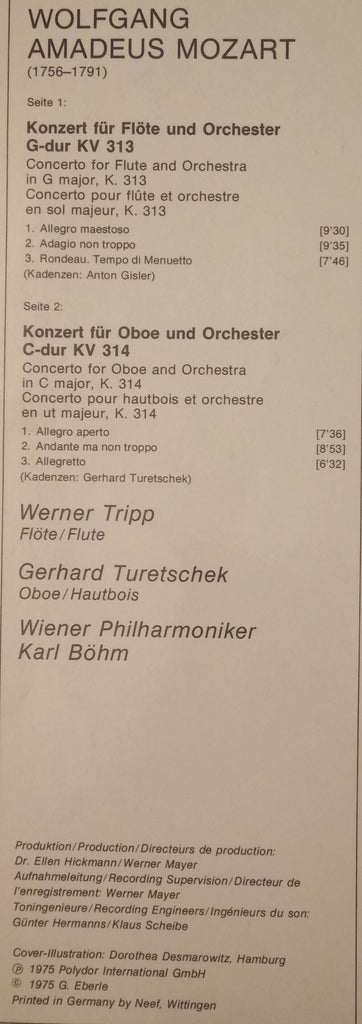 WOLFGANG
AMADEUS MOZART
(1756–1791)
Seite 1:
Konzert für Flöte und Orchester
G-dur KV 313
Concerto for Flute and Orchestra
in G major, K. 313
Concerto pour flûte et orchestre
en sol majeur, K. 313
1. Allegro maestoso [9'30]
2. Adagio non troppo [9'35]
3. Rondeau. Tempo di Menuetto [7'46]
(Kadenzen: Anton Gisler)
Seite 2:
Konzert für Oboe und Orchester
C-dur KV 314
Concerto for Oboe and Orchestra
in C major, K. 314
Concerto pour hautbois et orchestre
en ut majeur, K. 314
1. Allegro aperto [7'36]
2. Andante ma non troppo [8'53]
3. Allegretto [6'32]
(Kadenzen: Gerhard Turetschek)
Werner Tripp
Flöte/Flute
Gerhard Turetschek
Oboe/Hautbois
Wiener Philharmoniker
Karl Böhm
Produktion/Production/Directeurs de production:
Dr. Ellen Hickmann/Werner Mayer
Aufnahmeleitung/Recording Supervision/Directeur de
l'enregistrement: Werner Mayer
Toningenieure/Recording Engineers/Ingénieurs du son:
Günter Hermanns/Klaus Scheibe
Cover-Illustration: Dorothea Desmarowitz, Hamburg
℗ 1975 Polydor International GmbH
© 1975 G. Eberle
Printed in Germany by Neef, Wittingen